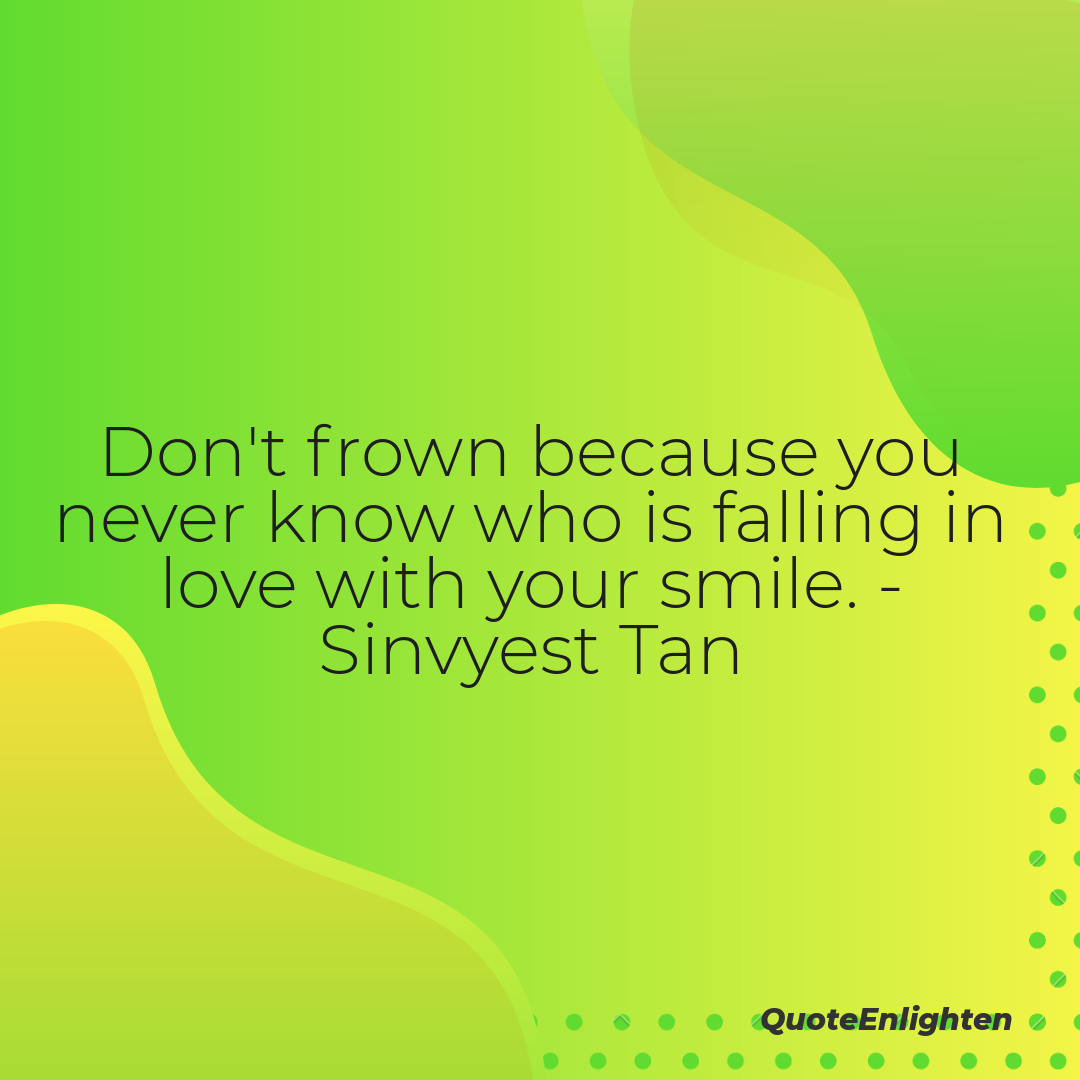 Don't frown because you
never know who is falling in
love with your smile. -
Sinvyest Tan
QuoteEnlighten